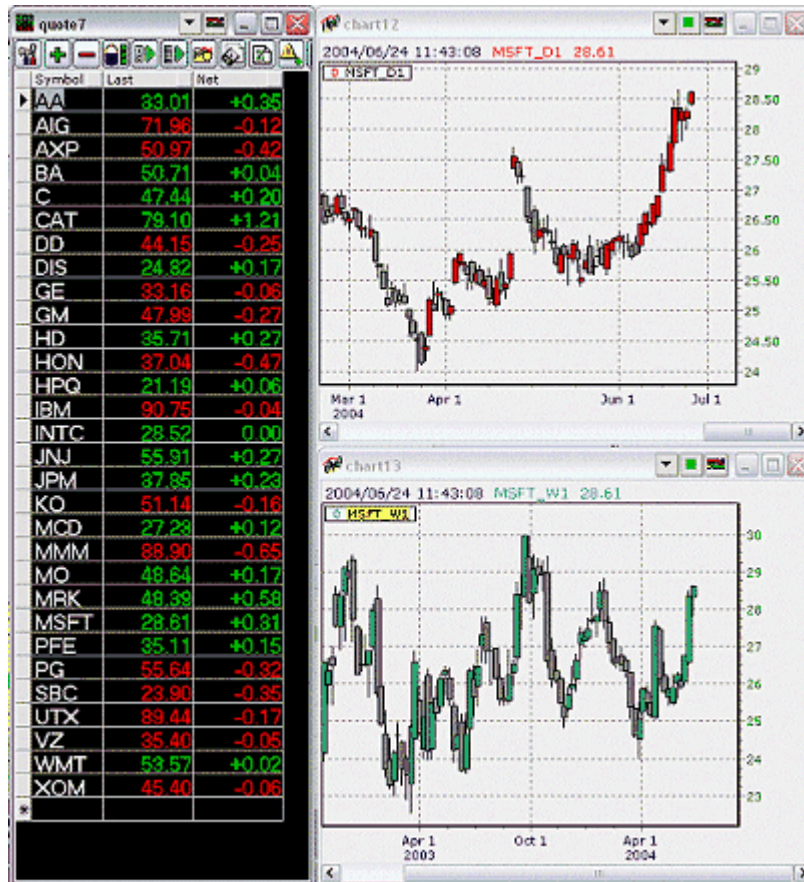 quote7
Symbol Last Net
AA 33.01 +0.35
AIG 71.96 -0.12
AXP 50.97 -0.42
BA 50.71 +0.04
C 47.44 +0.20
CAT 79.10 +1.21
DD 44.15 -0.25
DIS 24.82 +0.17
GE 33.16 -0.06
GM 47.99 -0.27
HD 35.71 +0.27
HON 37.04 -0.47
HPQ 21.19 +0.06
IBM 90.75 -0.04
INTC 28.52 0.00
JNJ 55.91 +0.27
JPM 37.85 +0.23
KO 51.14 -0.16
MCD 27.28 +0.12
MMM 88.90 -0.65
MO 48.64 +0.17
MRK 48.39 +0.58
MSFT 28.61 +0.31
PFE 35.11 +0.15
PG 55.64 -0.32
SBC 23.90 -0.35
UTX 89.44 -0.17
VZ 35.40 -0.05
WMT 53.57 +0.02
XOM 45.40 -0.06
chart12
2004/06/24 11:43:08 MSFT_D1 28.61
MSFT_D1
29
28.50
28
27.50
27
26.50
26
25.50
25
24.50
24
Mar 1 Apr 1 Jun 1 Jul 1
2004
chart13
2004/06/24 11:43:08 MSFT_W1 28.61
MSFT_W1
30
29
28
27
26
25
24
23
Apr 1 Oct 1 Apr 1
2003 2004